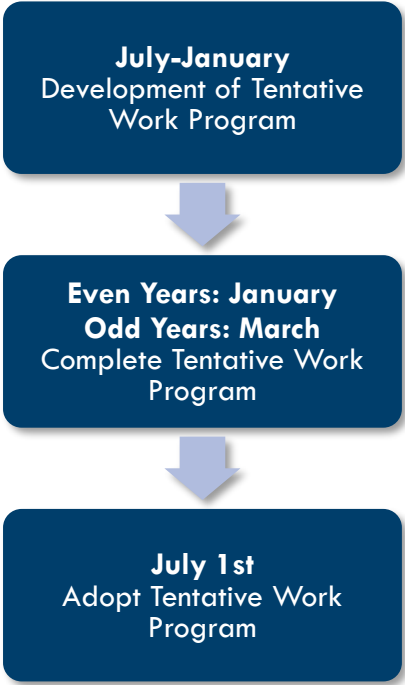 July-January
Development of Tentative
Work Program
Even Years: January
Odd Years: March
Complete Tentative Work
Program
July 1st
Adopt Tentative Work
Program